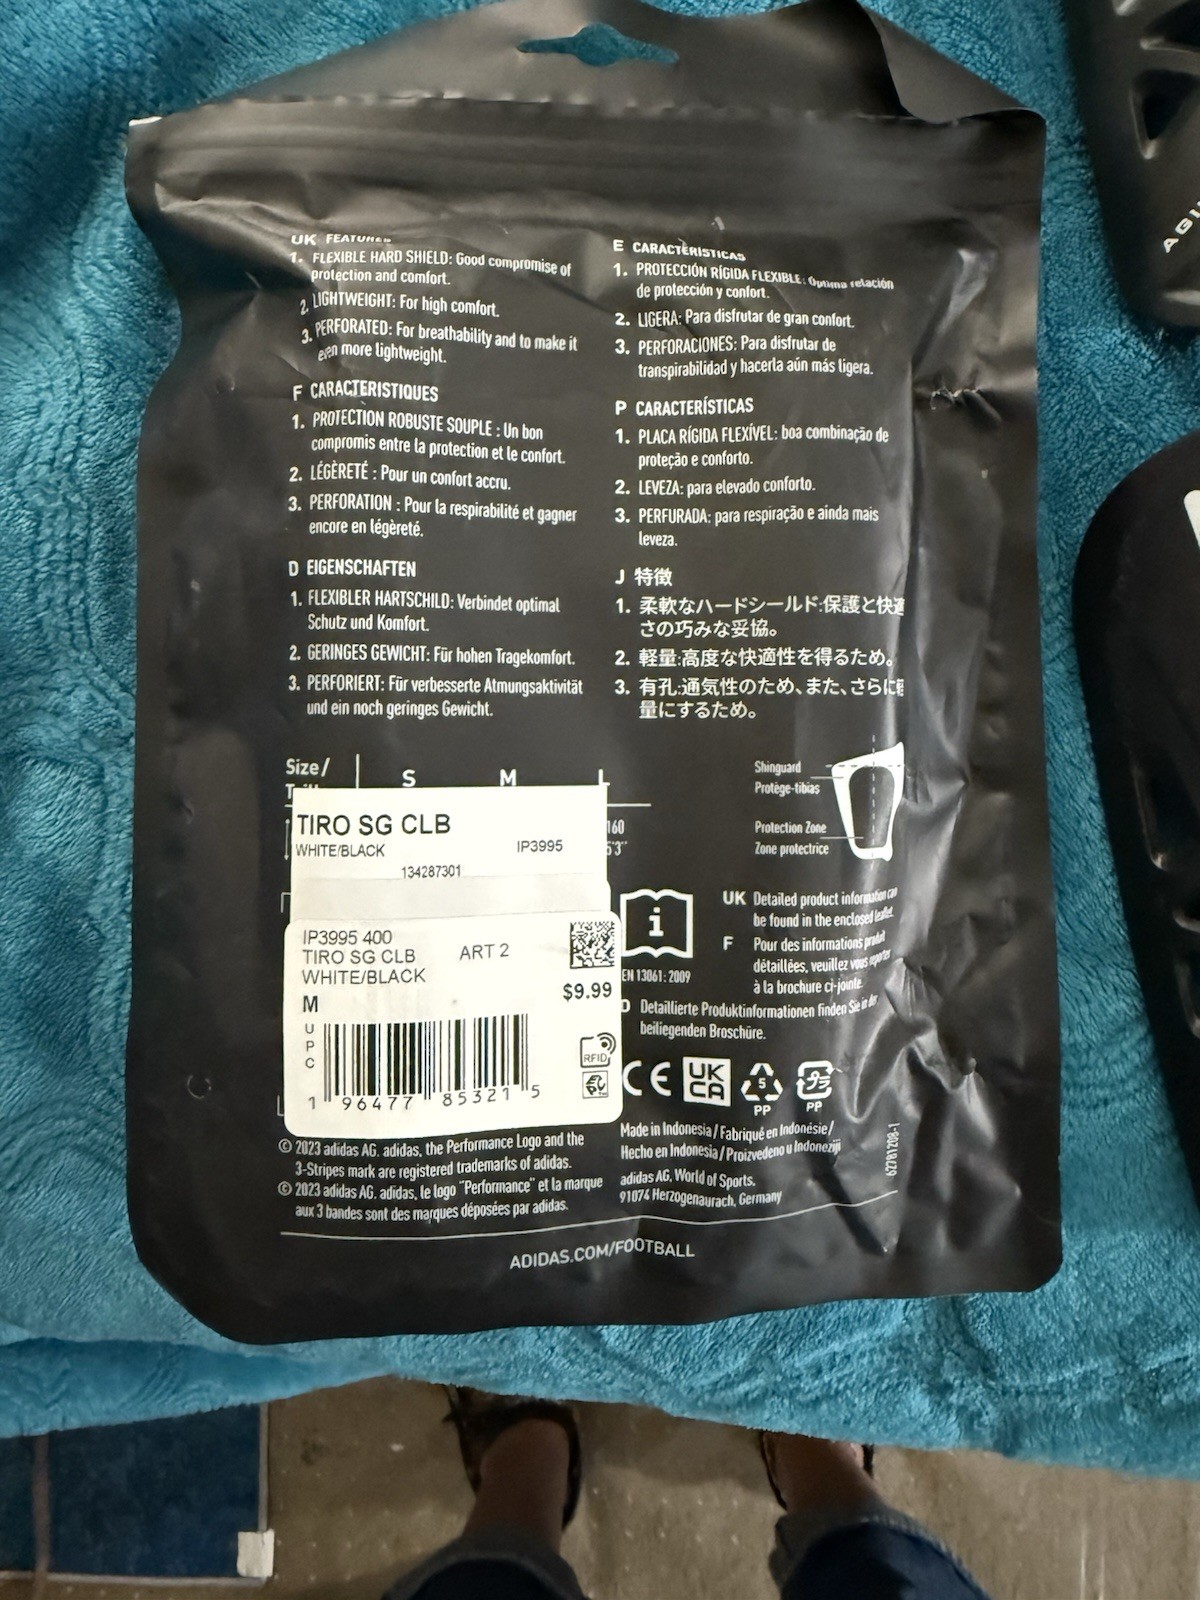 UK FEATURES
1. FLEXIBLE HARD SHIELD: Good compromise of
protection and comfort.
2. LIGHTWEIGHT: For high comfort.
3. PERFORATED: For breathability and to make it
even more lightweight.
F CARACTERISTIQUES
1. PROTECTION ROBUSTE SOUPLE : Un bon
compromis entre la protection et le confort.
2. LÉGÈRETÉ : Pour un confort accru.
3. PERFORATION : Pour la respirabilité et gagner
encore en légèreté.
D EIGENSCHAFTEN
1. FLEXIBLER HARTSCHILD: Verbindet optimal
Schutz und Komfort.
2. GERINGES GEWICHT: Für hohen Tragekomfort.
3. PERFORIERT: Für verbesserte Atmungsaktivität
und ein noch geringes Gewicht.
E CARACTERÍSTICAS
1. PROTECCIÓN RÍGIDA FLEXIBLE: Óptima relación
de protección y confort.
2. LIGERA: Para disfrutar de gran confort.
3. PERFORACIONES: Para disfrutar de
transpirabilidad y hacerla aún más ligera.
P CARACTERÍSTICAS
1. PLACA RÍGIDA FLEXÍVEL: boa combinação de
proteção e conforto.
2. LEVEZA: para elevado conforto.
3. PERFURADA: para respiração e ainda mais
leveza.
J 特徴
1. 柔軟なハードシールド:保護と快適
さの巧みな妥協。
2. 軽量:高度な快適性を得るため。
3. 有孔:通気性のため、また、さらに軽
量にするため。
Size/
S M L
160
5'3"
Shinguard
Protège-tibias
Protection Zone
Zone protectrice
TIRO SG CLB
WHITE/BLACK IP3995
134287301
IP3995 400
TIRO SG CLB ART 2
WHITE/BLACK
M $9.99
UPC
RFID
1 96477 85321 5
i
EN 13061: 2009
UK Detailed product information can
be found in the enclosed leaflet.
F Pour des informations produit
détaillées, veuillez vous reporter
à la brochure ci-jointe.
D Detaillierte Produktinformationen finden Sie in der
beiliegenden Broschüre.
CE UK CA 5 PP プラ PP
© 2023 adidas AG. adidas, the Performance Logo and the
3-Stripes mark are registered trademarks of adidas.
© 2023 adidas AG. adidas, le logo "Performance" et la marque
aux 3 bandes sont des marques déposées par adidas.
Made in Indonesia / Fabriqué en Indonésie /
Hecho en Indonesia / Proizvedeno u Indoneziji
adidas AG, World of Sports,
91074 Herzogenaurach, Germany
62781208-1
ADIDAS.COM/FOOTBALL